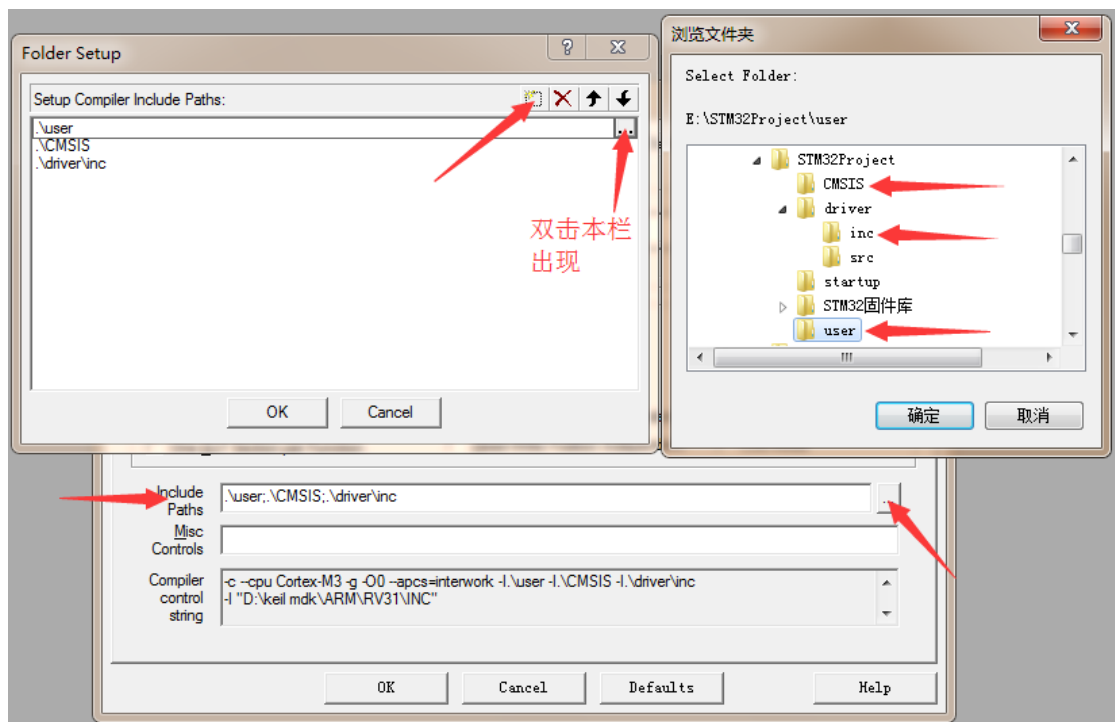 Folder Setup
Setup Compiler Include Paths:
.\user
.\CMSIS
.\driver\inc
...
双击本栏
出现
浏览文件夹
Select Folder:
E:\STM32Project\user
STM32Project
CMSIS
driver
inc
src
startup
STM32固件库
user
确定
取消
OK
Cancel
Include
Paths
.\user;.\CMSIS;.\driver\inc
...
Misc
Controls
Compiler
control
string
-c --cpu Cortex-M3 -g -O0 --apcs=interwork -I.\user -I.\CMSIS -I.\driver\inc
-I "D:\keil mdk\ARM\RV31\INC"
OK
Cancel
Defaults
Help